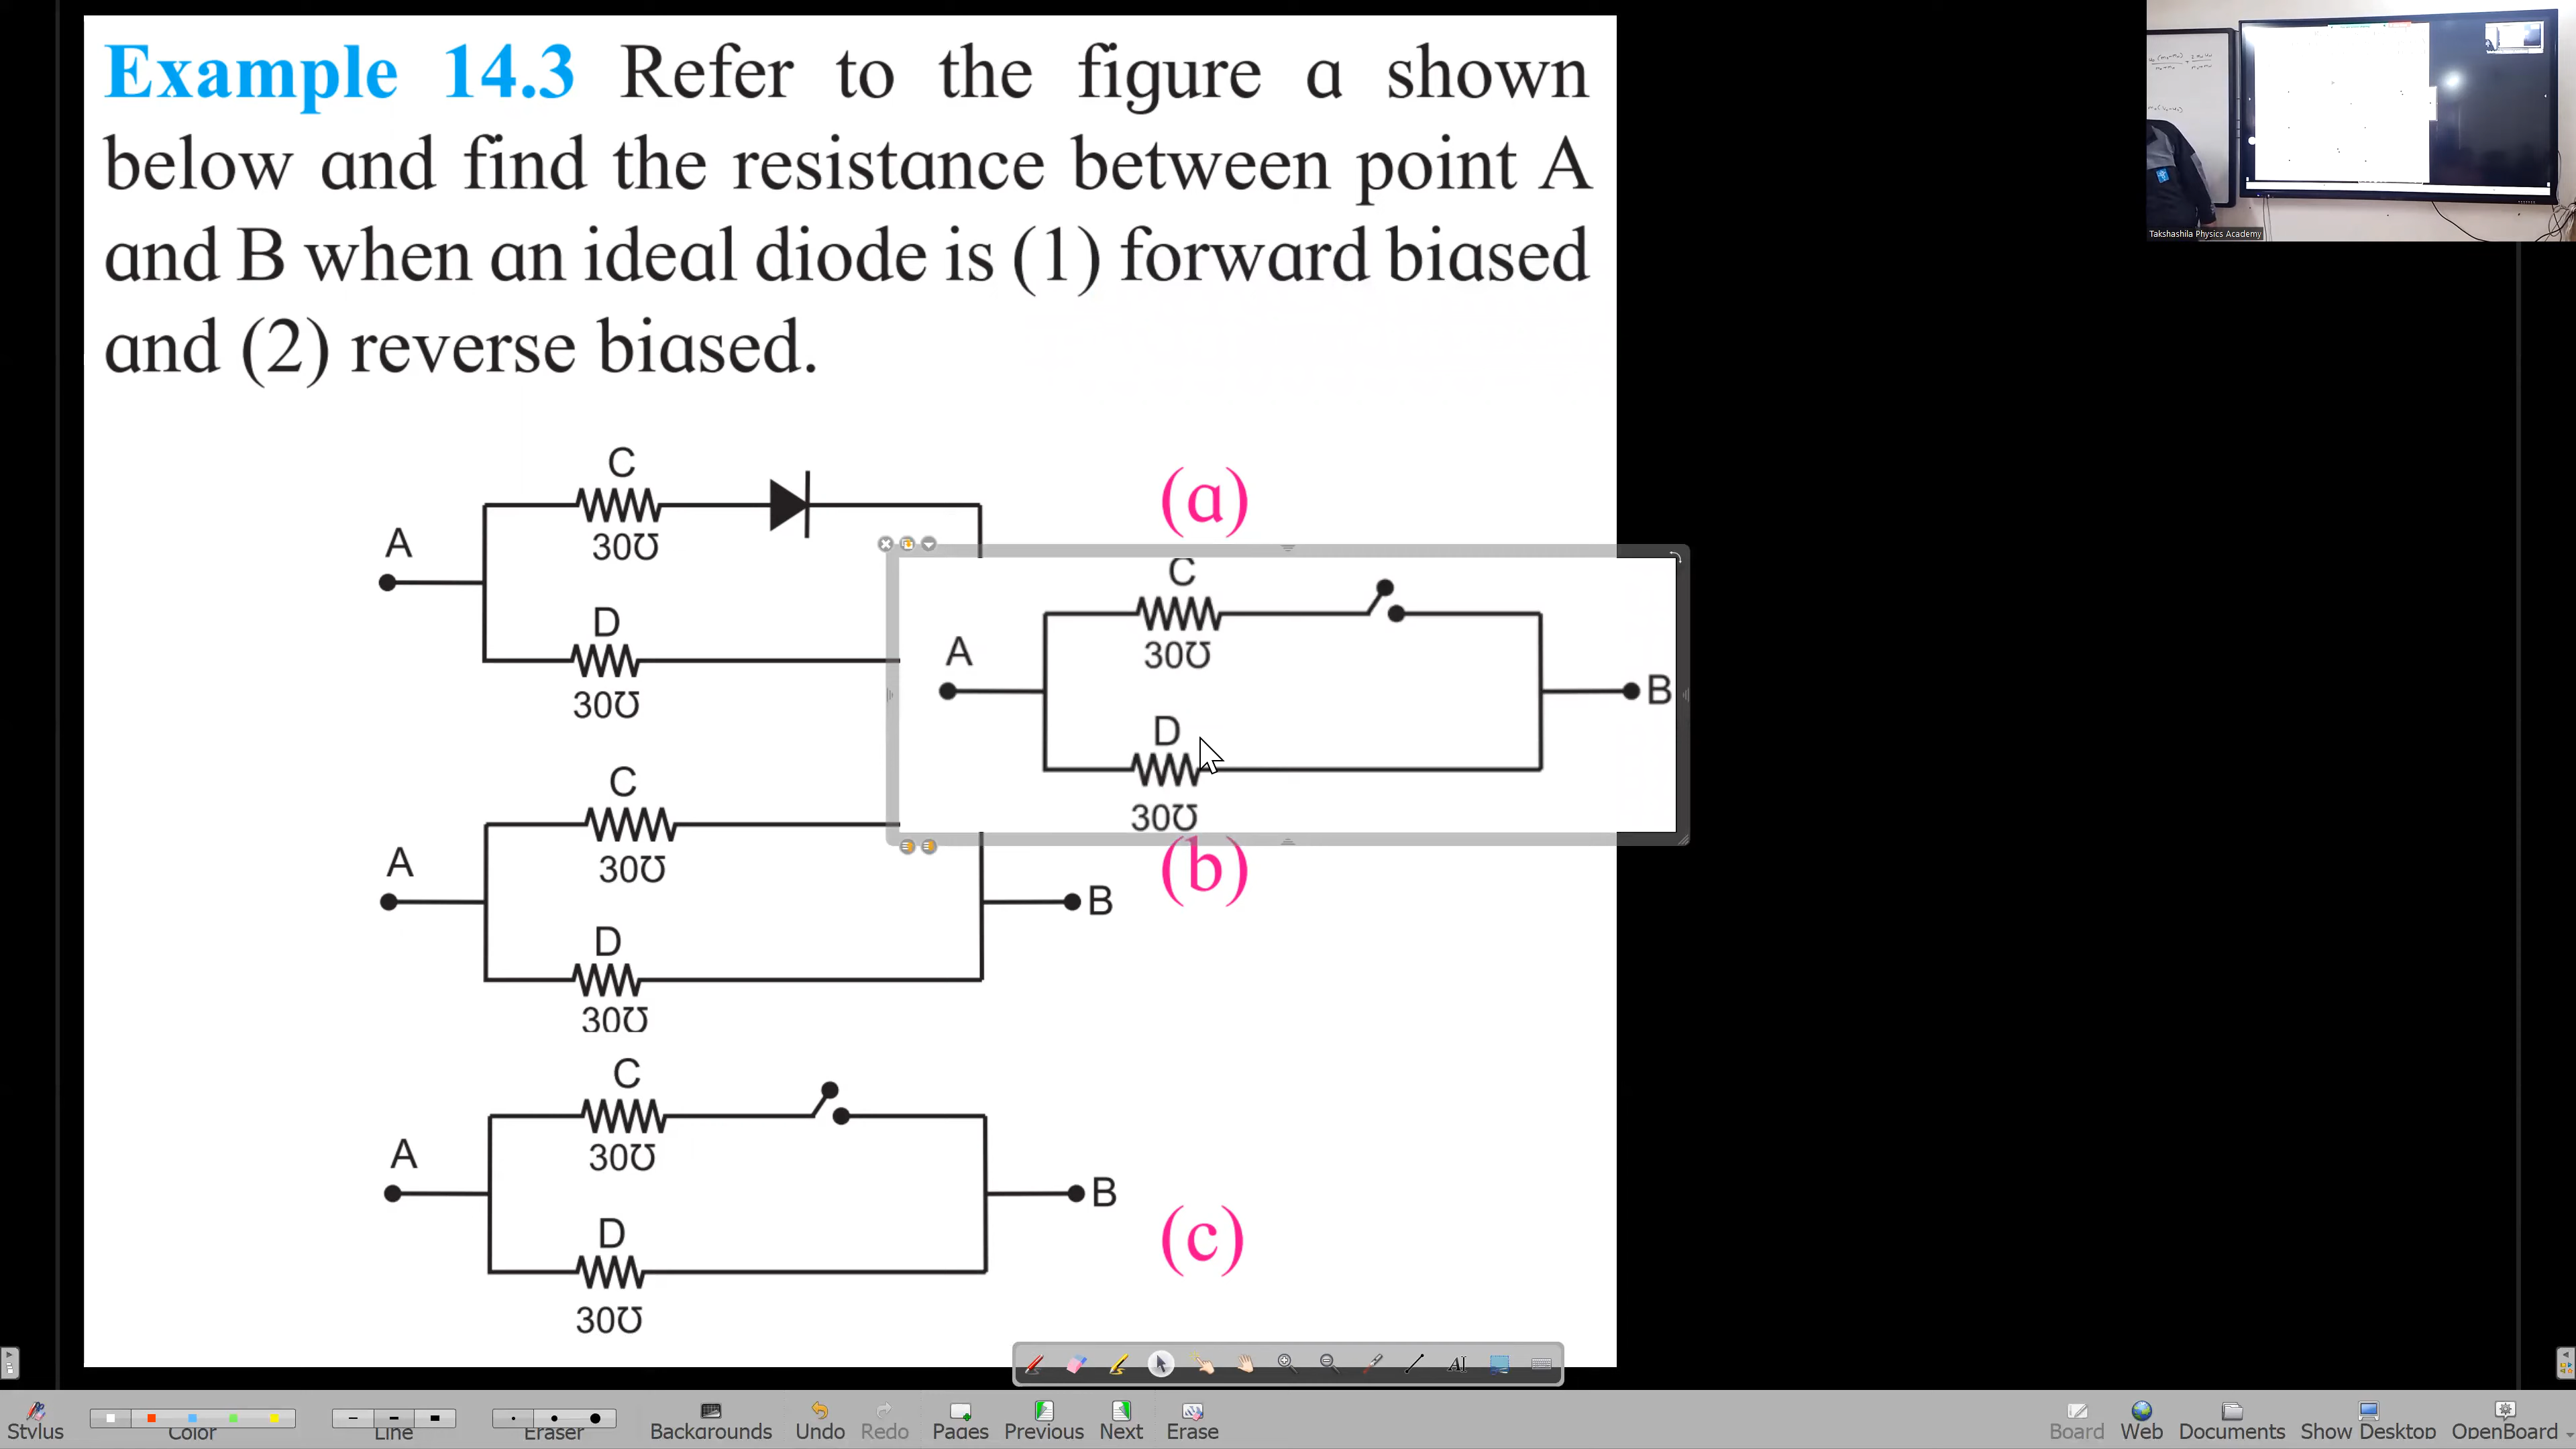 Example 14.3 Refer to the figure a shown
below and find the resistance between point A
and B when an ideal diode is (1) forward biased
and (2) reverse biased.
C
30℧
A
D
30℧
(a)
C
30℧
A
B
D
30℧
C
30℧
A
B
D
30℧
(b)
C
30℧
A
B
D
30℧
(c)
Takshashila Physics Academy
Stylus
Color
Line
Eraser
Backgrounds
Undo
Redo
Pages
Previous
Next
Erase
Board
Web
Documents
Show Desktop
OpenBoard